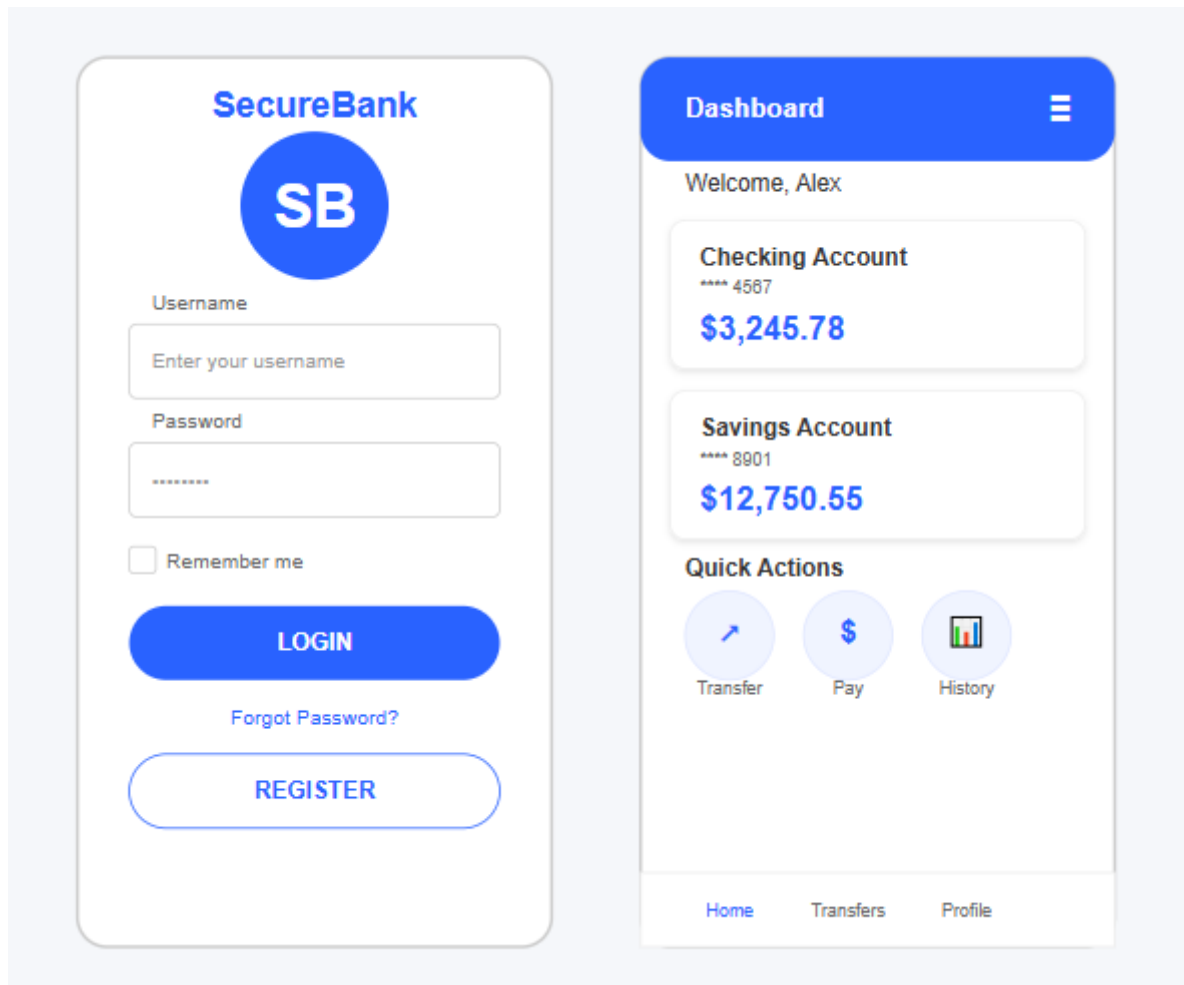 SecureBank
SB
Username
Enter your username
Password
--------
Remember me
LOGIN
Forgot Password?
REGISTER
Dashboard
Welcome, Alex
Checking Account
**** 4567
$3,245.78
Savings Account
**** 8901
$12,750.55
Quick Actions
↗ $
Transfer Pay History
Home Transfers Profile